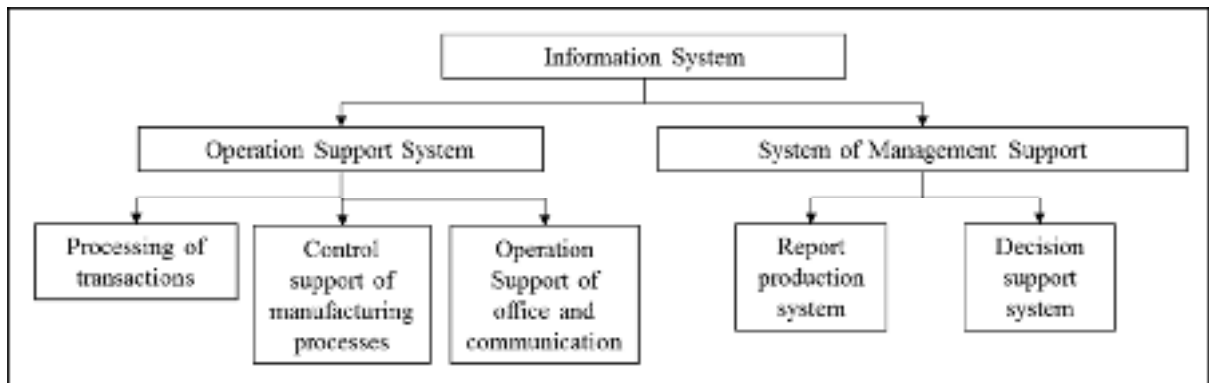 Information System
Operation Support System
System of Management Support
Processing of
transactions
Control
support of
manufacturing
processes
Operation
Support of
office and
communication
Report
production
system
Decision
support
system